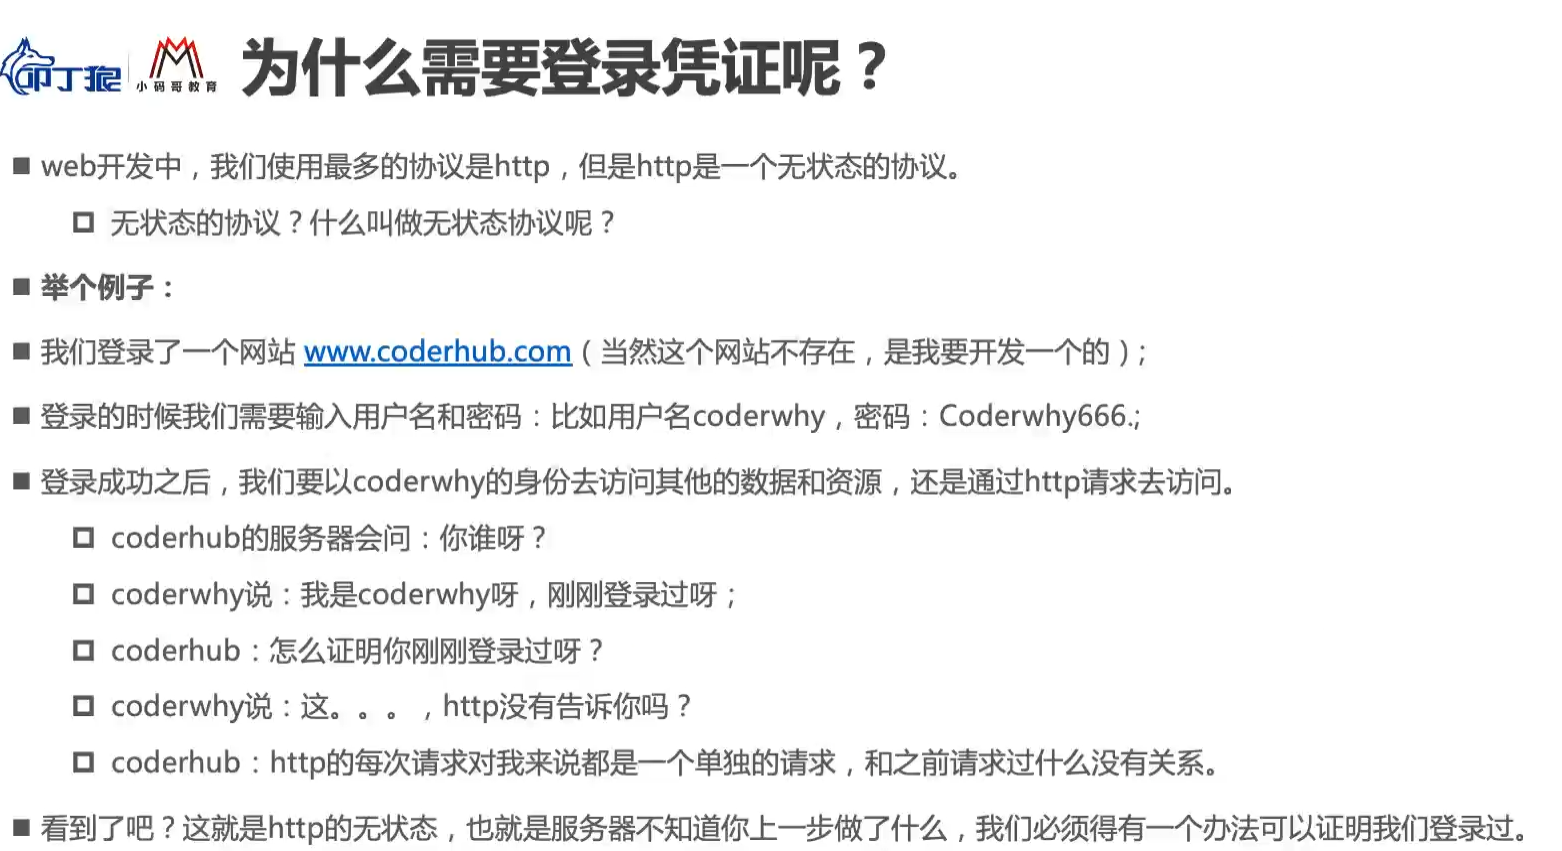 叩丁狼
小码哥教育
为什么需要登录凭证呢？
web开发中，我们使用最多的协议是http，但是http是一个无状态的协议。
无状态的协议？什么叫做无状态协议呢？
举个例子：
我们登录了一个网站 www.coderhub.com（当然这个网站不存在，是我要开发一个的）；
登录的时候我们需要输入用户名和密码：比如用户名coderwhy，密码：Coderwhy666.;
登录成功之后，我们要以coderwhy的身份去访问其他的数据和资源，还是通过http请求去访问。
coderhub的服务器会问：你谁呀？
coderwhy说：我是coderwhy呀，刚刚登录过呀；
coderhub：怎么证明你刚刚登录过呀？
coderwhy说：这。。。，http没有告诉你吗？
coderhub：http的每次请求对我来说都是一个单独的请求，和之前请求过什么没有关系。
看到了吧？这就是http的无状态，也就是服务器不知道你上一步做了什么，我们必须得有一个办法可以证明我们登录过。